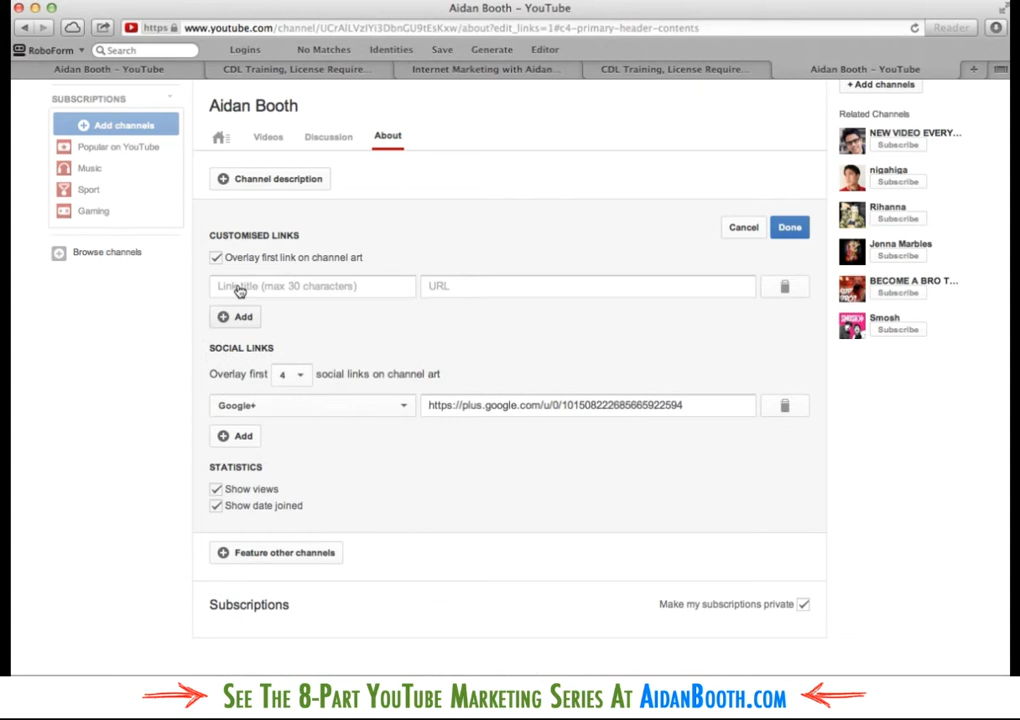 Aidan Booth – YouTube
https www.youtube.com/channel/UCrAiLVzIYi3DbnGU9tEsKxw/about?edit_links=1#c4-primary-header-contents
Reader
RoboForm Search Logins No Matches Identities Save Generate Editor
Aidan Booth – YouTube CDL Training, License Require... Internet Marketing with Aidan... CDL Training, License Require... Aidan Booth – YouTube
SUBSCRIPTIONS
Add channels
Popular on YouTube
Music
Sport
Gaming
Browse channels
Aidan Booth
Videos Discussion About
Channel description
CUSTOMISED LINKS
Cancel Done
Overlay first link on channel art
Link title (max 30 characters) URL
Add
SOCIAL LINKS
Overlay first 4 social links on channel art
Google+ https://plus.google.com/u/0/101508222685665922594
Add
STATISTICS
Show views
Show date joined
Feature other channels
Subscriptions
Make my subscriptions private
+ Add channels
Related Channels
NEW VIDEO EVERY...
Subscribe
nigahiga
Subscribe
Rihanna
Subscribe
Jenna Marbles
Subscribe
BECOME A BRO T...
Subscribe
Smosh
Subscribe
SEE THE 8-PART YOUTUBE MARKETING SERIES AT AIDANBOOTH.COM